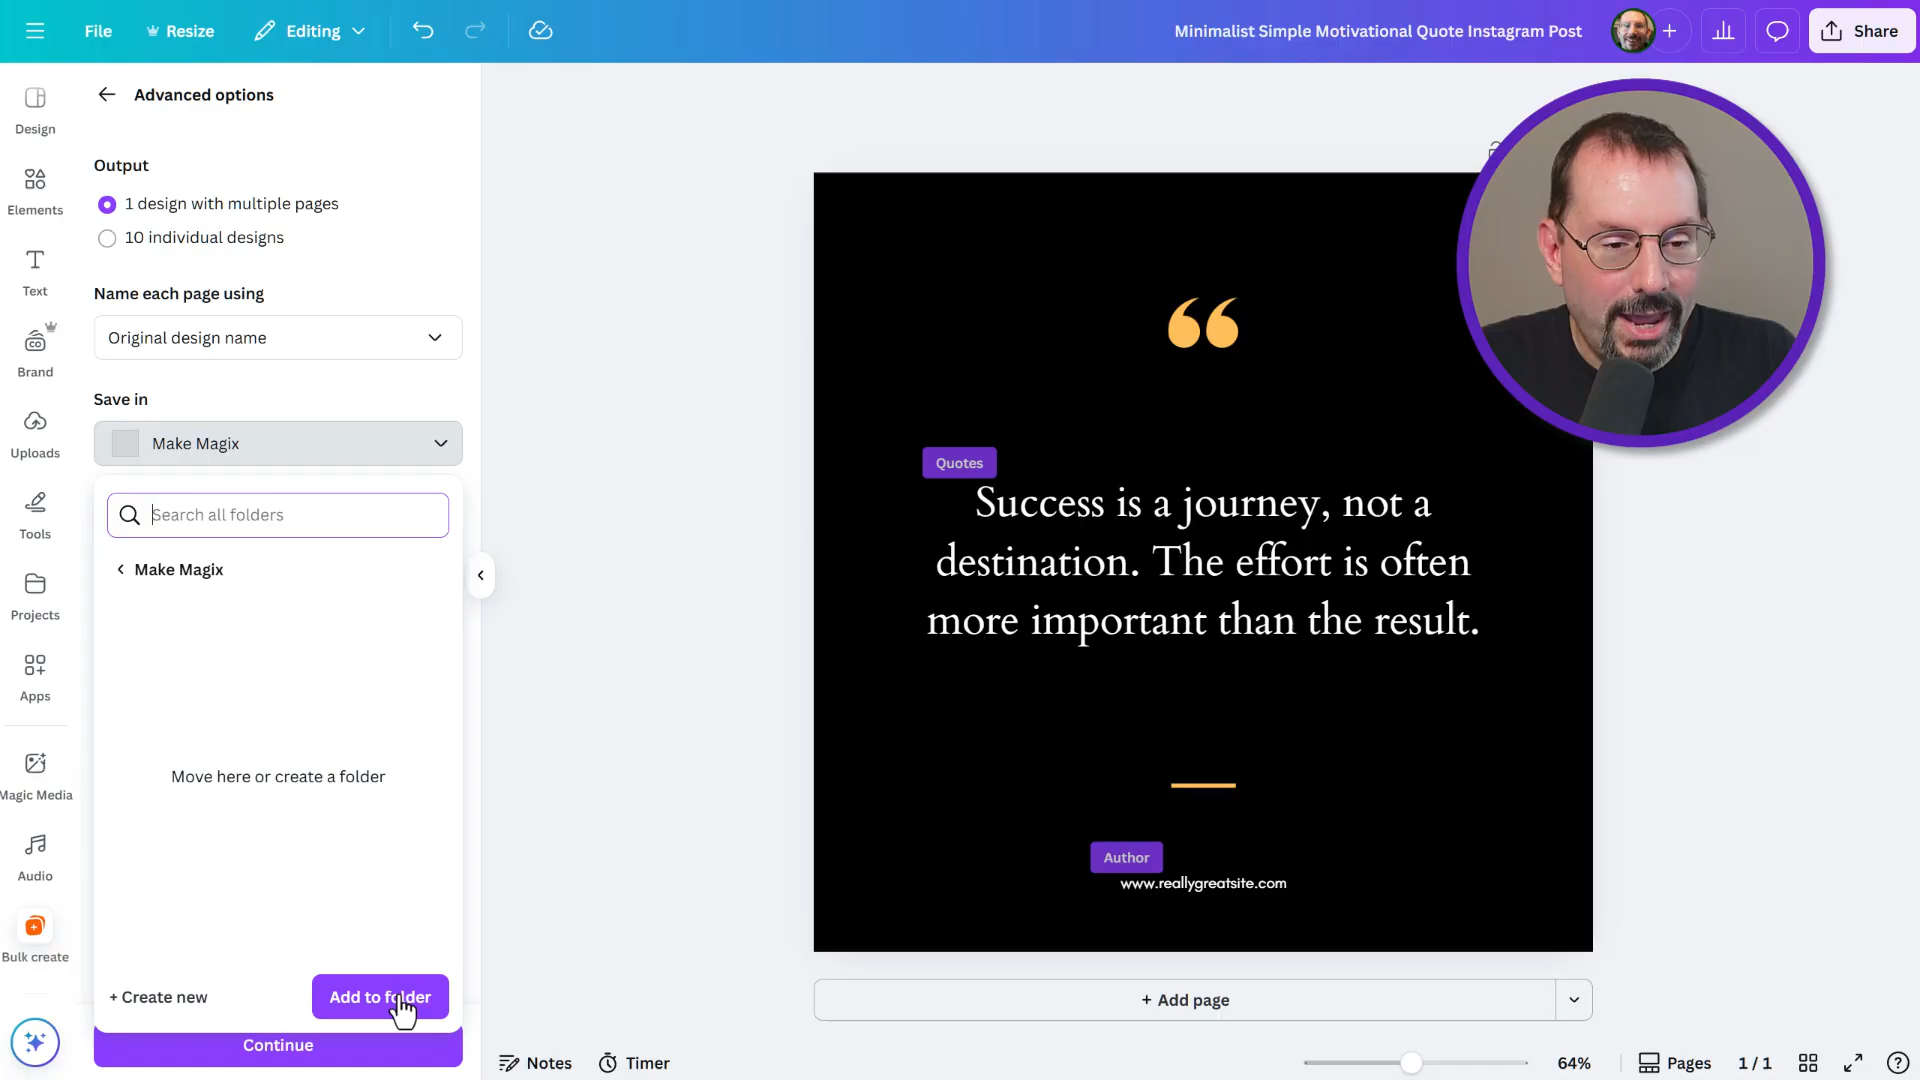 File
Resize
Editing
Minimalist Simple Motivational Quote Instagram Post
Share
Design
Elements
Text
Brand
CO
Uploads
Tools
Projects
Apps
Magic Media
Audio
Bulk create
Advanced options
Output
1 design with multiple pages
10 individual designs
Name each page using
Original design name
Save in
Make Magix
Search all folders
Make Magix
Move here or create a folder
+ Create new
Add to folder
Continue
“
Quotes
Success is a journey, not a
destination. The effort is often
more important than the result.
Author
www.reallygreatsite.com
+ Add page
Notes
Timer
64%
Pages
1 / 1